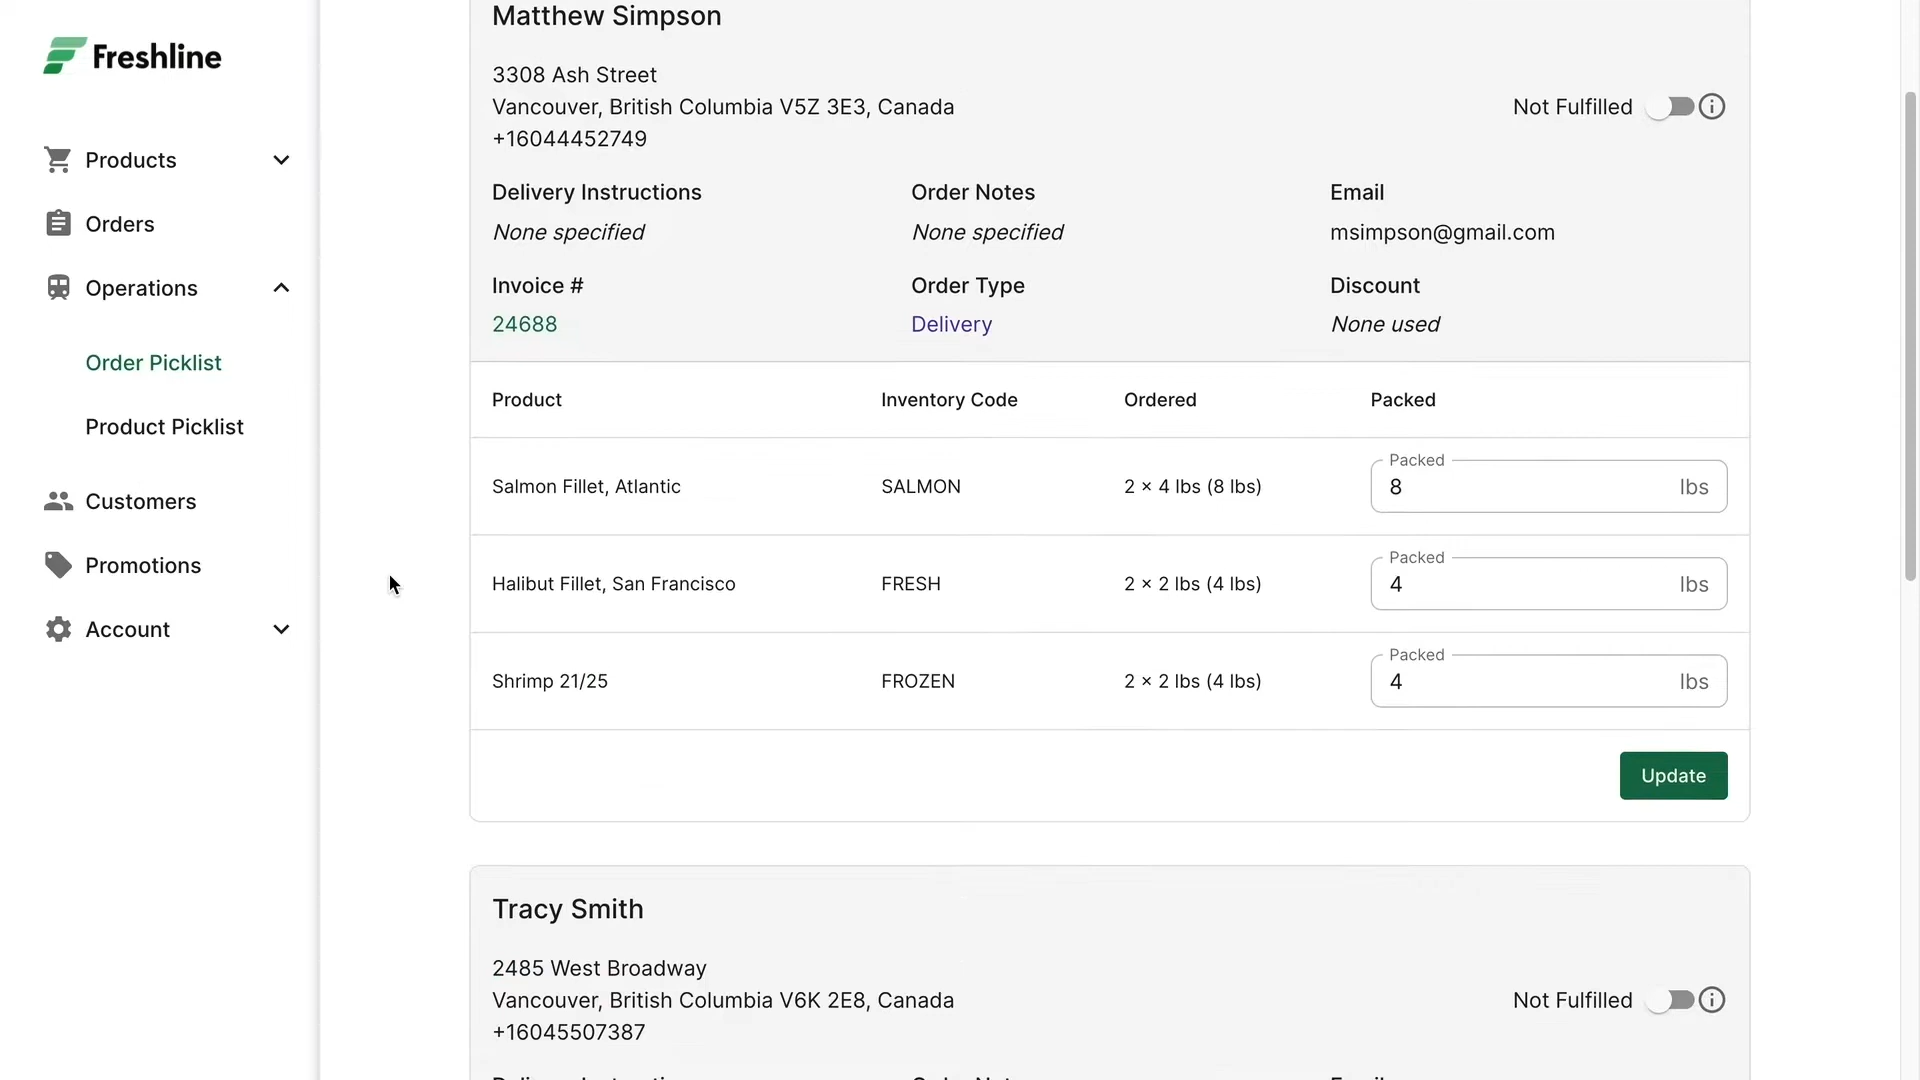 Freshline
Products
Orders
Operations
Order Picklist
Product Picklist
Customers
Promotions
Account
Matthew Simpson
3308 Ash Street
Vancouver, British Columbia V5Z 3E3, Canada
+16044452749
Not Fulfilled
Delivery Instructions Order Notes Email
None specified None specified msimpson@gmail.com
Invoice # Order Type Discount
24688 Delivery None used
Product Inventory Code Ordered Packed
Packed
Salmon Fillet, Atlantic SALMON 2 × 4 lbs (8 lbs) 8 lbs
Packed
Halibut Fillet, San Francisco FRESH 2 × 2 lbs (4 lbs) 4 lbs
Packed
Shrimp 21/25 FROZEN 2 × 2 lbs (4 lbs) 4 lbs
Update
Tracy Smith
2485 West Broadway
Vancouver, British Columbia V6K 2E8, Canada
+16045507387
Not Fulfilled